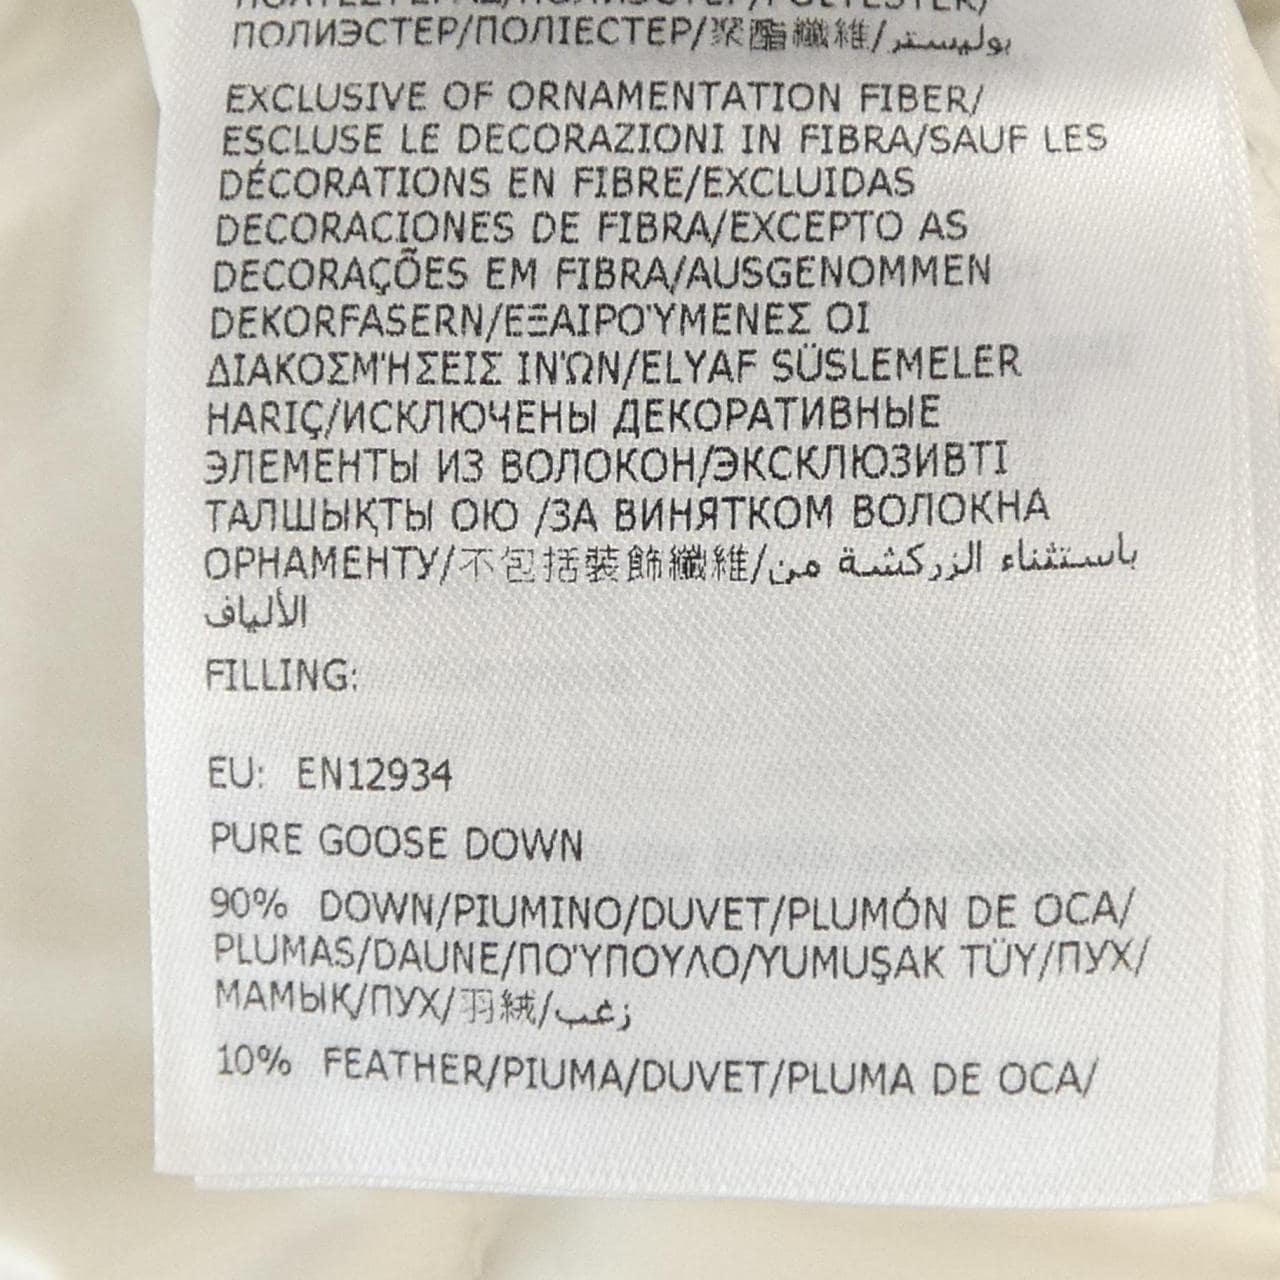 ПОЛИЭСТЕР/ПОЛІЕСТЕР/聚酯纖維/بوليستر
EXCLUSIVE OF ORNAMENTATION FIBER/
ESCLUSE LE DECORAZIONI IN FIBRA/SAUF LES
DÉCORATIONS EN FIBRE/EXCLUIDAS
DECORACIONES DE FIBRA/EXCEPTO AS
DECORAÇÕES EM FIBRA/AUSGENOMMEN
DEKORFASERN/ΕΞΑΙΡΟΎΜΕΝΕΣ ΟΙ
ΔΙΑΚΟΣΜΉΣΕΙΣ ΙΝΏΝ/ELYAF SÜSLEMELER
HARIÇ/ИСКЛЮЧЕНЫ ДЕКОРАТИВНЫЕ
ЭЛЕМЕНТЫ ИЗ ВОЛОКОН/ЭКСКЛЮЗИВТІ
ТАЛШЫҚТЫ ОЮ /ЗА ВИНЯТКОМ ВОЛОКНА
ОРНАМЕНТУ/不包括裝飾纖維/باستثناء الزركشة من
الألياف
FILLING:
EU: EN12934
PURE GOOSE DOWN
90% DOWN/PIUMINO/DUVET/PLUMÓN DE OCA/
PLUMAS/DAUNE/ΠΟΎΠΟΥΛΟ/YUMUŞAK TÜY/ПУХ/
МАМЫҚ/ПУХ/羽絨/زغب
10% FEATHER/PIUMA/DUVET/PLUMA DE OCA/